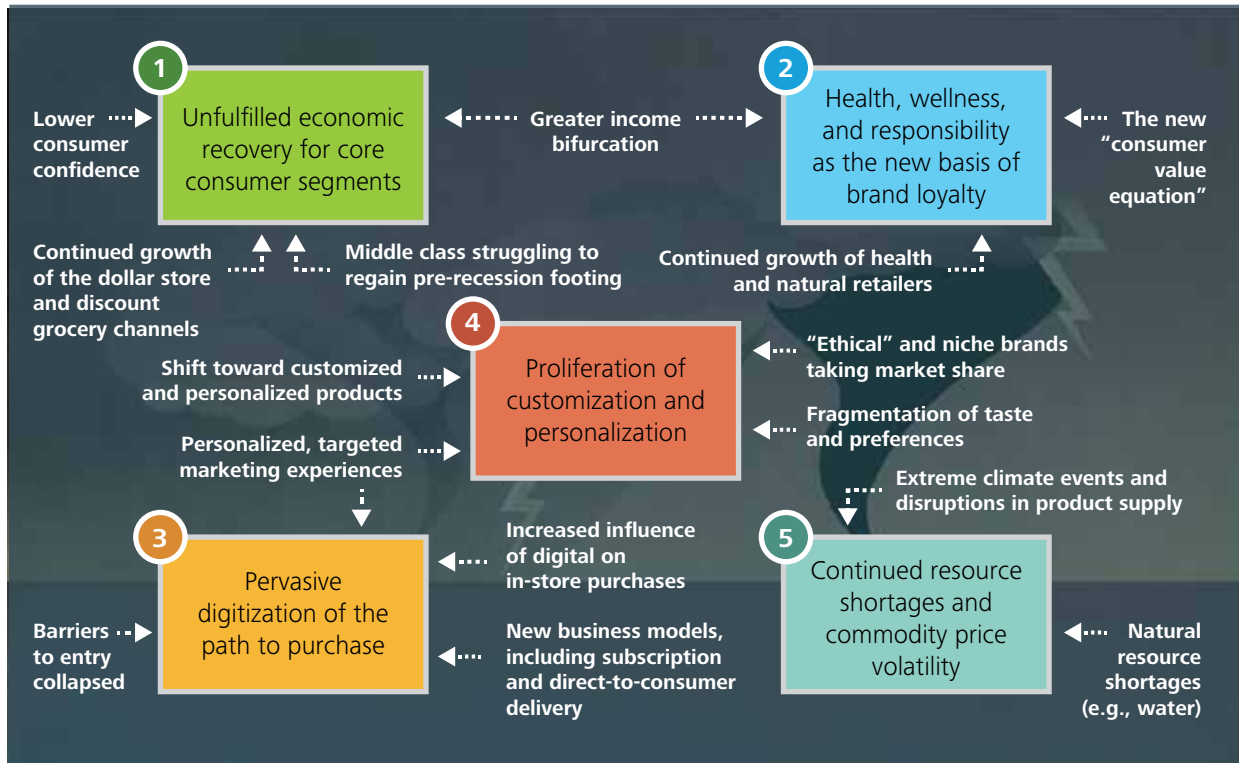 1
Unfulfilled economic
recovery for core
consumer segments
Lower
consumer
confidence
Greater income
bifurcation
2
Health, wellness,
and responsibility
as the new basis of
brand loyalty
The new
“consumer
value
equation”
Continued growth
of the dollar store
and discount
grocery channels
Middle class struggling to
regain pre-recession footing
Continued growth of health
and natural retailers
4
Proliferation of
customization and
personalization
Shift toward customized
and personalized products
Personalized, targeted
marketing experiences
“Ethical” and niche brands
taking market share
Fragmentation of taste
and preferences
Extreme climate events and
disruptions in product supply
3
Pervasive
digitization of the
path to purchase
Barriers
to entry
collapsed
Increased influence
of digital on
in-store purchases
New business models,
including subscription
and direct-to-consumer
delivery
5
Continued resource
shortages and
commodity price
volatility
Natural
resource
shortages
(e.g., water)